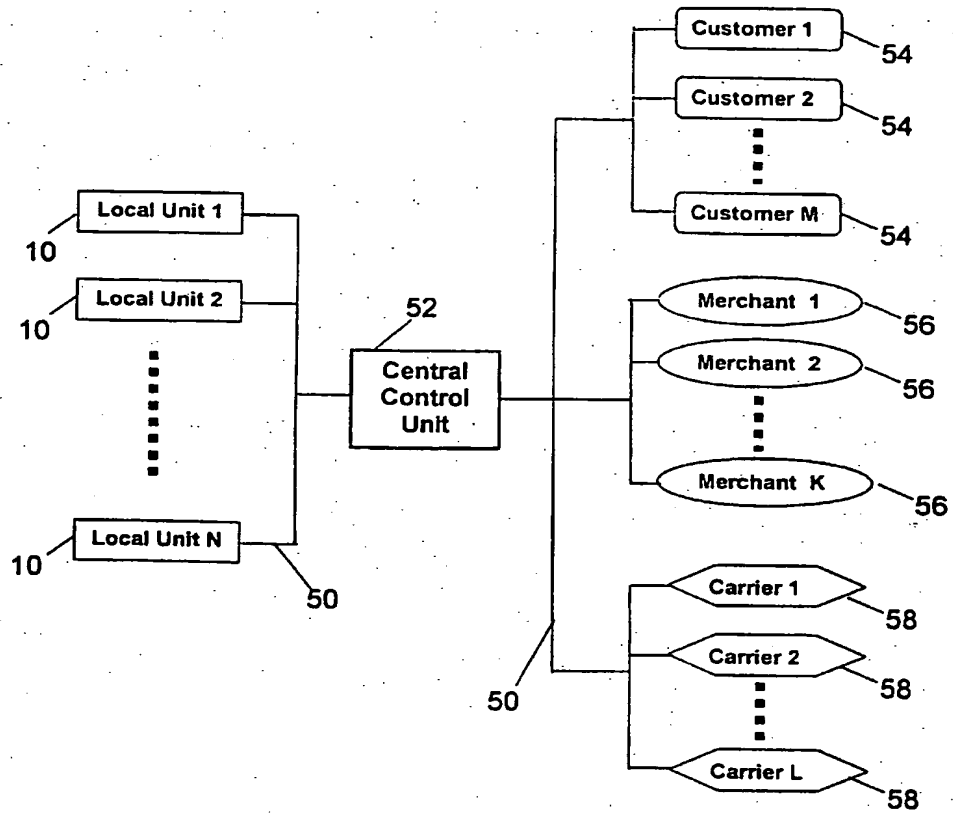 Customer 1
54
Customer 2
54
Customer M
54
Local Unit 1
10
Local Unit 2
10
Local Unit N
10
50
52
Central
Control
Unit
Merchant 1
56
Merchant 2
56
Merchant K
56
Carrier 1
58
Carrier 2
58
50
Carrier L
58